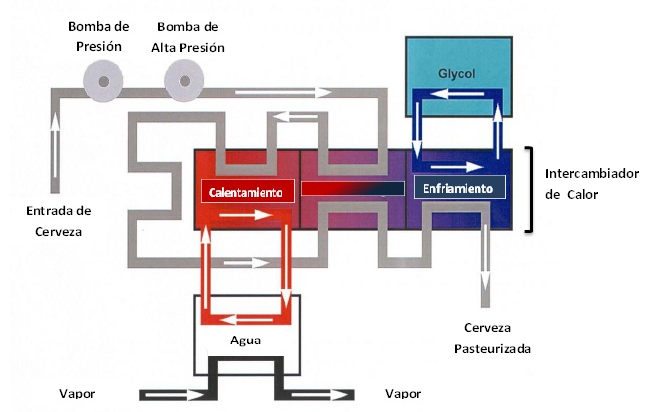 Bomba de
Presión
Bomba de
Alta Presión
Glycol
Calentamiento
Enfriamiento
Intercambiador
de Calor
Entrada de
Cerveza
Agua
Cerveza
Pasteurizada
Vapor
Vapor